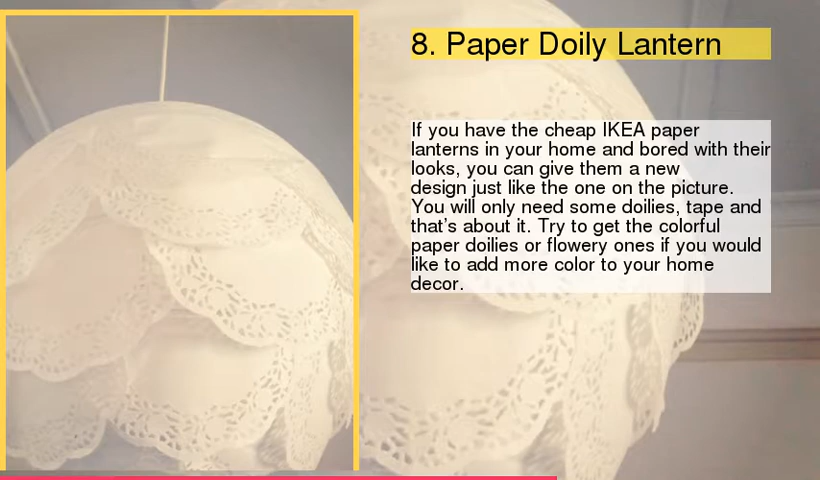 8. Paper Doily Lantern
If you have the cheap IKEA paper
lanterns in your home and bored with their
looks, you can give them a new
design just like the one on the picture.
You will only need some doilies, tape and
that's about it. Try to get the colorful
paper doilies or flowery ones if you would
like to add more color to your home
decor.